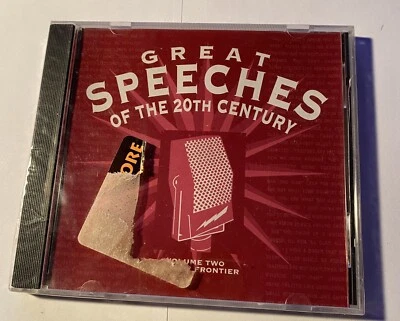 GREAT
SPEECHES
OF THE 20TH CENTURY
ORE
VOLUME TWO
FRONTIER